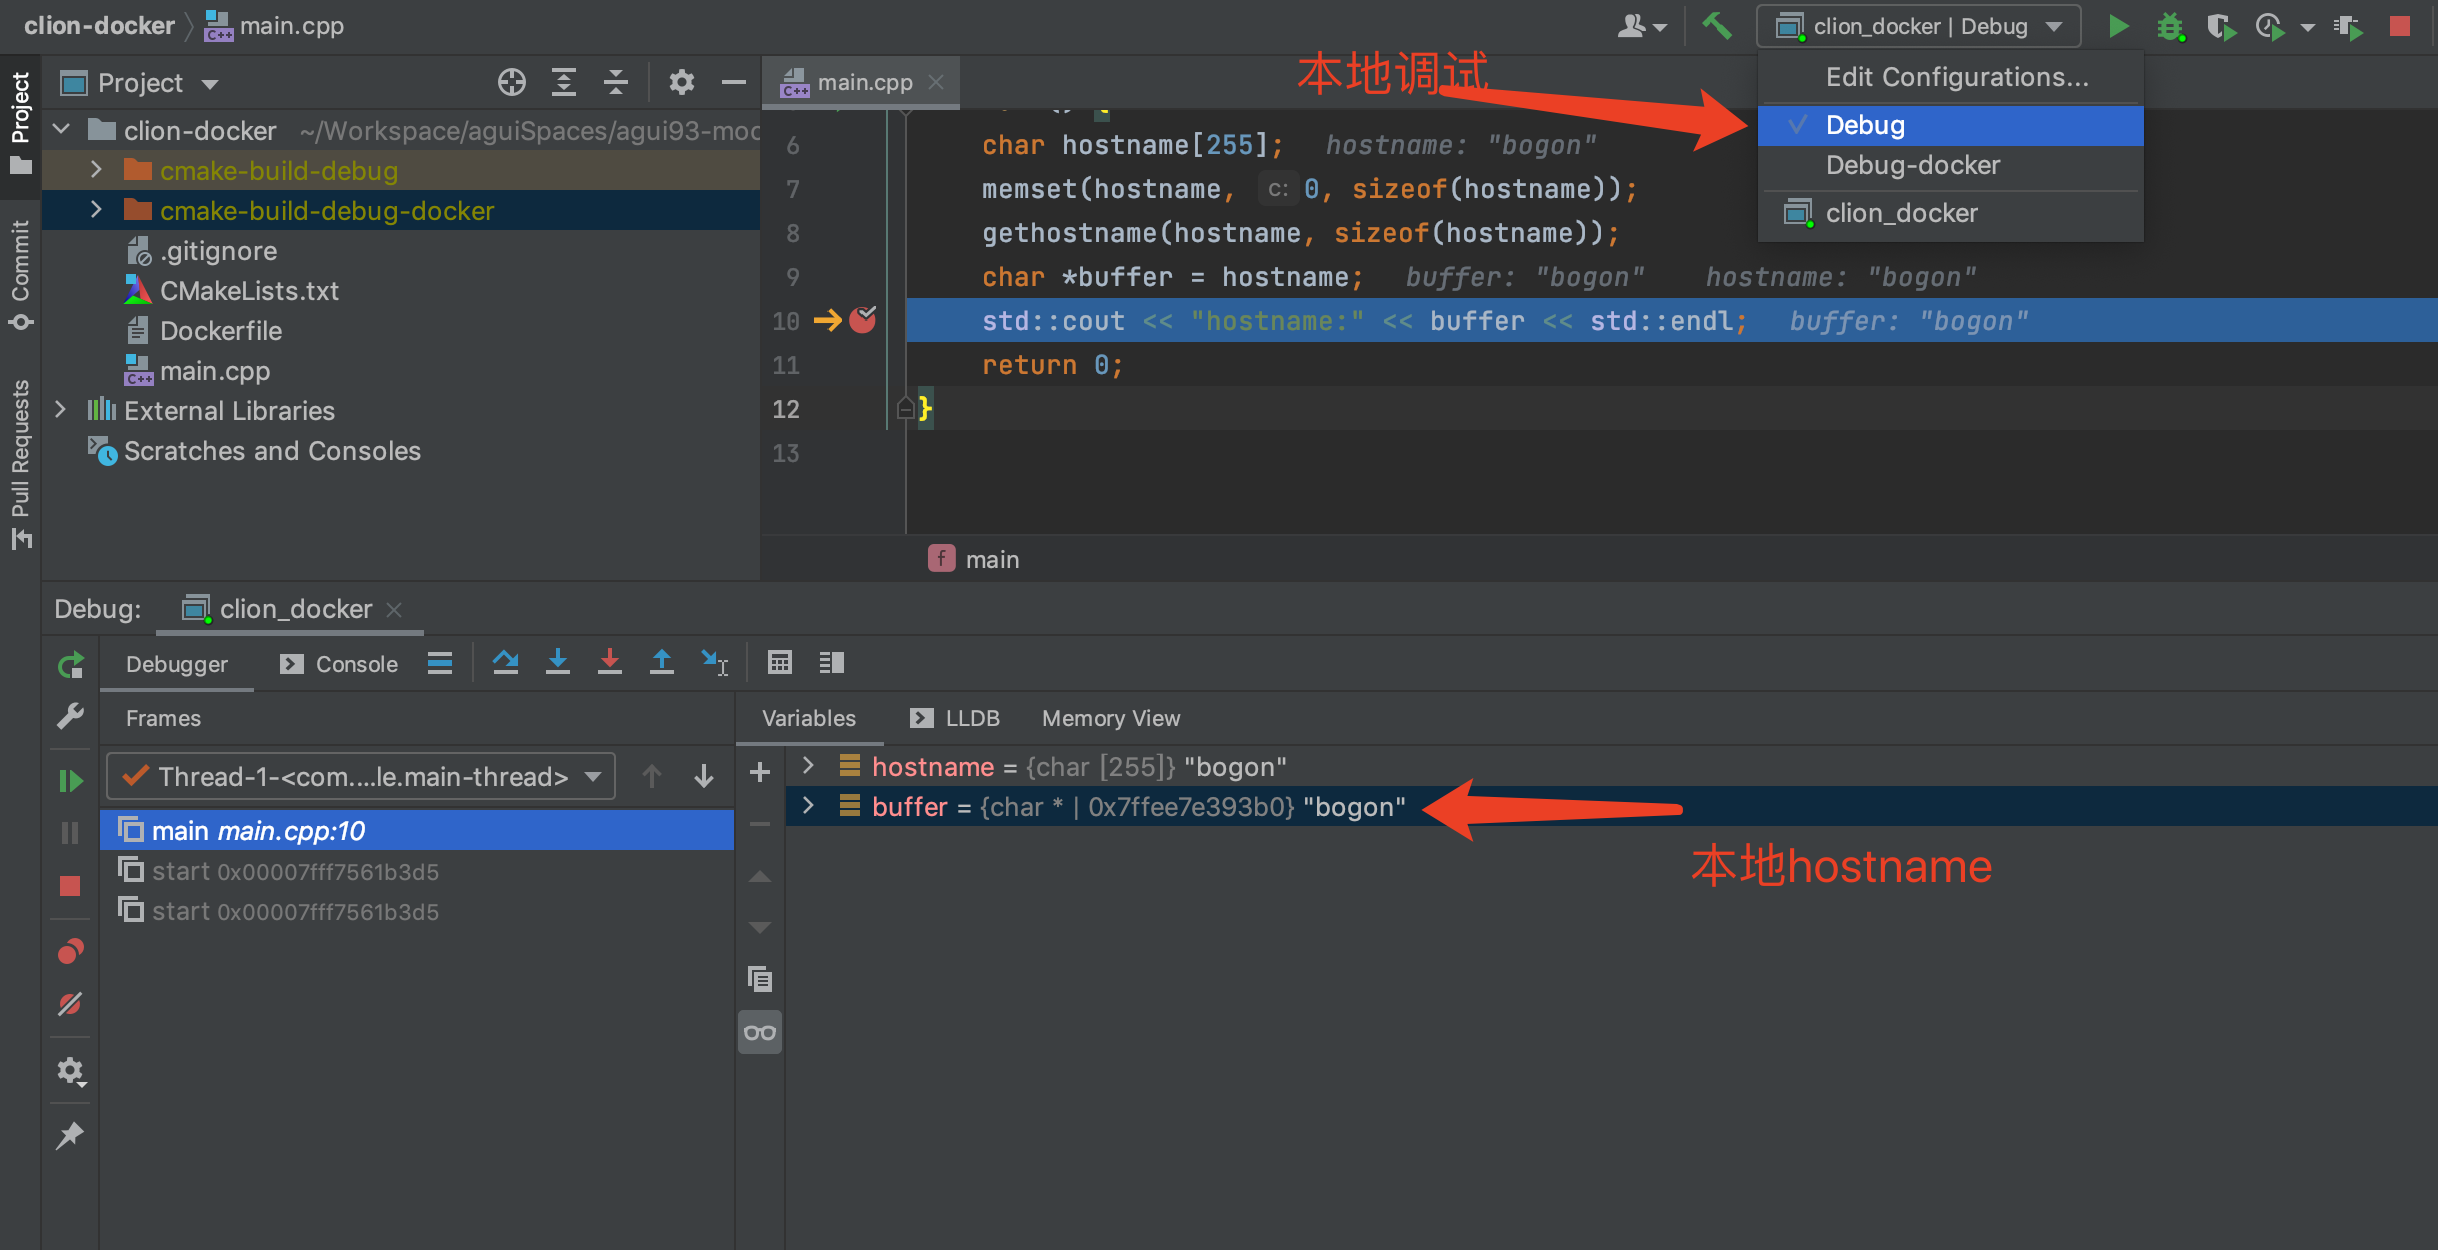 clion-docker main.cpp
clion_docker | Debug
Project
main.cpp
本地调试
Edit Configurations...
Debug
Debug-docker
clion_docker
Project
Commit
Pull Requests
clion-docker ~/Workspace/aguiSpaces/agui93-moc
cmake-build-debug
cmake-build-debug-docker
.gitignore
CMakeLists.txt
Dockerfile
main.cpp
External Libraries
Scratches and Consoles
6 char hostname[255]; hostname: "bogon"
7 memset(hostname, c: 0, sizeof(hostname));
8 gethostname(hostname, sizeof(hostname));
9 char *buffer = hostname; buffer: "bogon" hostname: "bogon"
10 std::cout << "hostname:" << buffer << std::endl; buffer: "bogon"
11 return 0;
12 }
13
f main
Debug: clion_docker
Debugger Console
Frames
Variables LLDB Memory View
Thread-1-<com....le.main-thread>
main main.cpp:10
start 0x00007fff7561b3d5
start 0x00007fff7561b3d5
hostname = {char [255]} "bogon"
buffer = {char * | 0x7ffee7e393b0} "bogon"
本地hostname